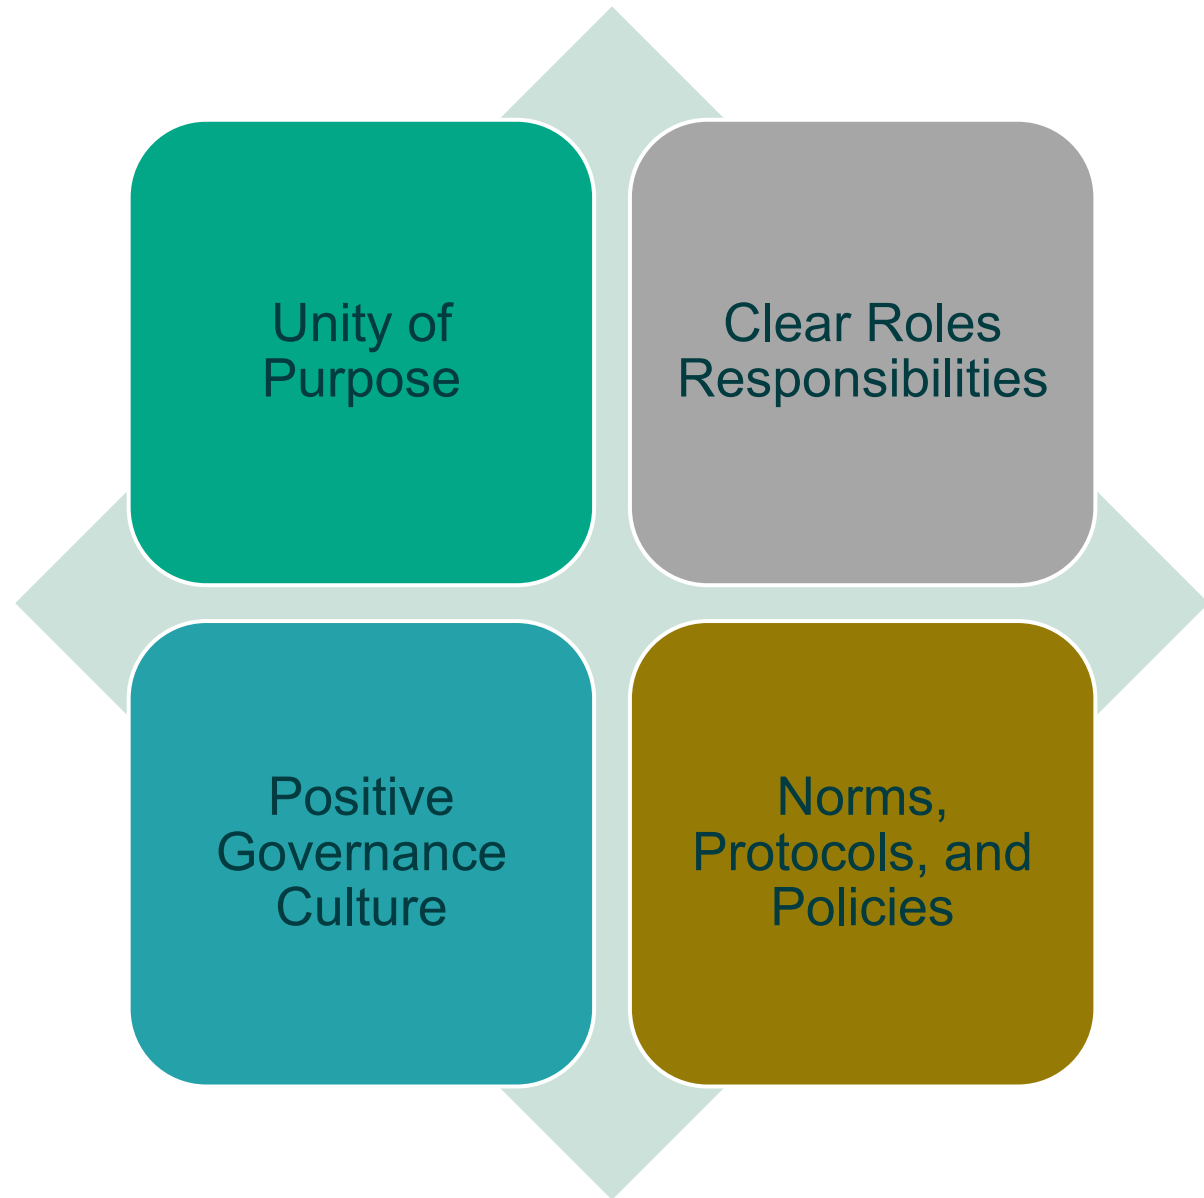 Unity of
Purpose
Clear Roles
Responsibilities
Positive
Governance
Culture
Norms,
Protocols, and
Policies